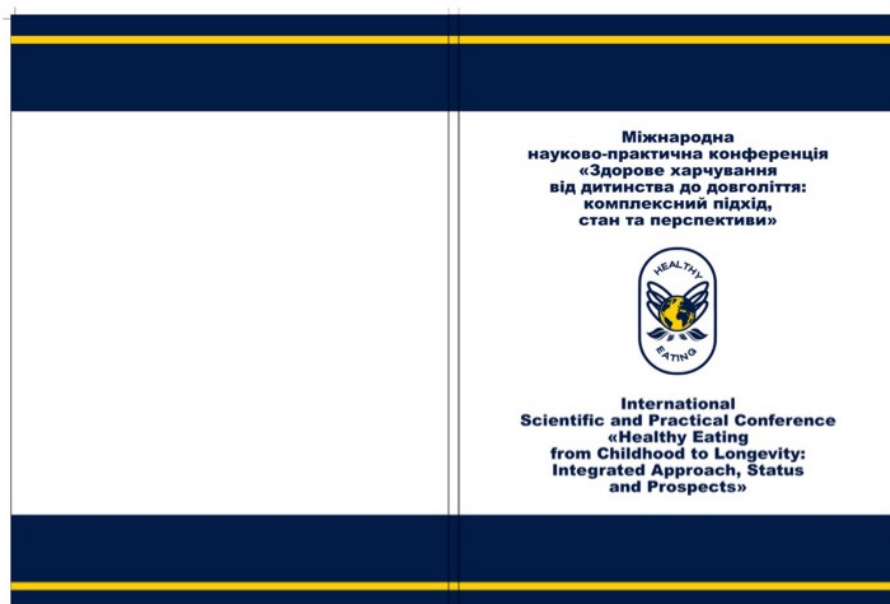 Міжнародна
науково-практична конференція
«Здорове харчування
від дитинства до довголіття:
комплексний підхід,
стан та перспективи»
HEALTHY
EATING
International
Scientific and Practical Conference
«Healthy Eating
from Childhood to Longevity:
Integrated Approach, Status
and Prospects»